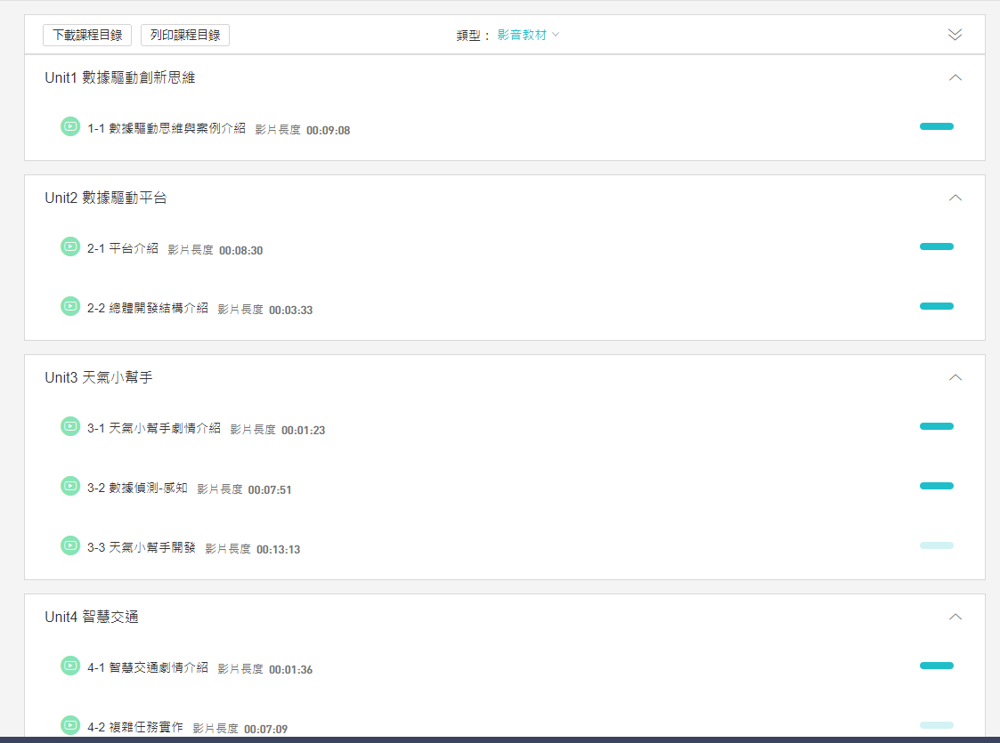 下載課程目錄 列印課程目錄 類型： 影音教材
Unit1 數據驅動創新思維
1-1 數據驅動思維與案例介紹 影片長度 00:09:08
Unit2 數據驅動平台
2-1 平台介紹 影片長度 00:08:30
2-2 總體開發結構介紹 影片長度 00:03:33
Unit3 天氣小幫手
3-1 天氣小幫手劇情介紹 影片長度 00:01:23
3-2 數據偵測-感知 影片長度 00:07:51
3-3 天氣小幫手開發 影片長度 00:13:13
Unit4 智慧交通
4-1 智慧交通劇情介紹 影片長度 00:01:36
4-2 複雜任務實作 影片長度 00:07:09